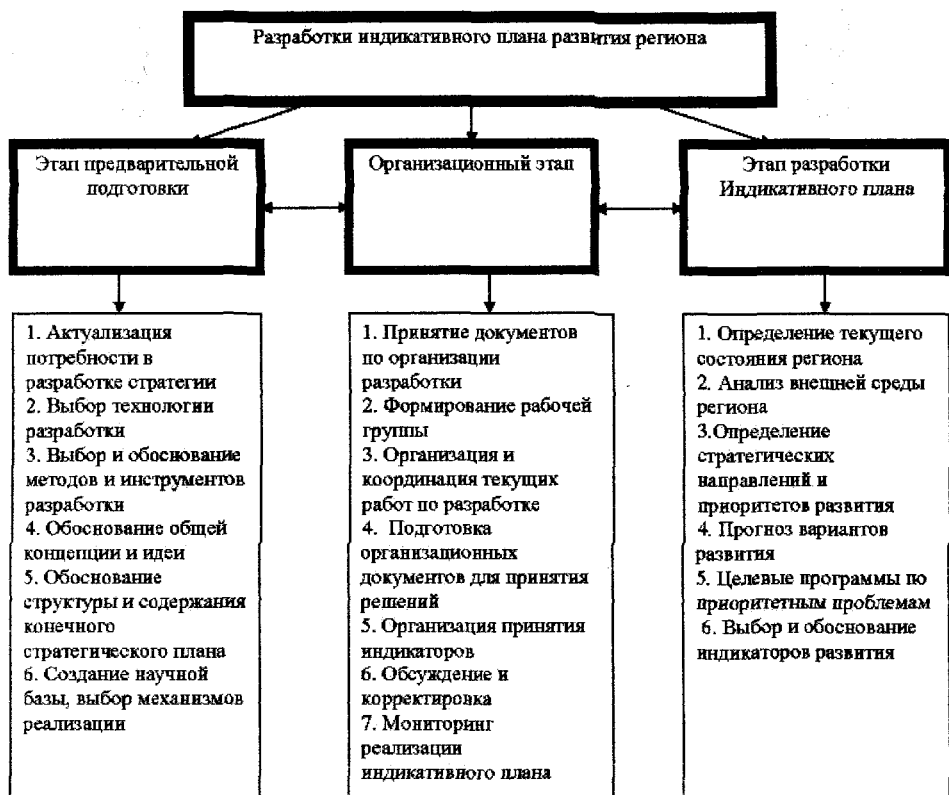 Разработки индикативного плана развития региона
Этап предварительной
подготовки
Организационный этап
Этап разработки
Индикативного плана
1. Актуализация
потребности в
разработке стратегии
2. Выбор технологии
разработки
3. Выбор и обоснование
методов и инструментов
разработки
4. Обоснование общей
концепции и идеи
5. Обоснование
структуры и содержания
конечного
стратегического плана
6. Создание научной
базы, выбор механизмов
реализации
1. Принятие документов
по организации
разработки
2. Формирование рабочей
группы
3. Организация и
координация текущих
работ по разработке
4. Подготовка
организационных
документов для принятия
решений
5. Организация принятия
индикаторов
6. Обсуждение и
корректировка
7. Мониторинг
реализации
индикативного плана
1. Определение текущего
состояния региона
2. Анализ внешней среды
региона
3.Определение
стратегических
направлений и
приоритетов развития
4. Прогноз вариантов
развития
5. Целевые программы по
приоритетным проблемам
6. Выбор и обоснование
индикаторов развития